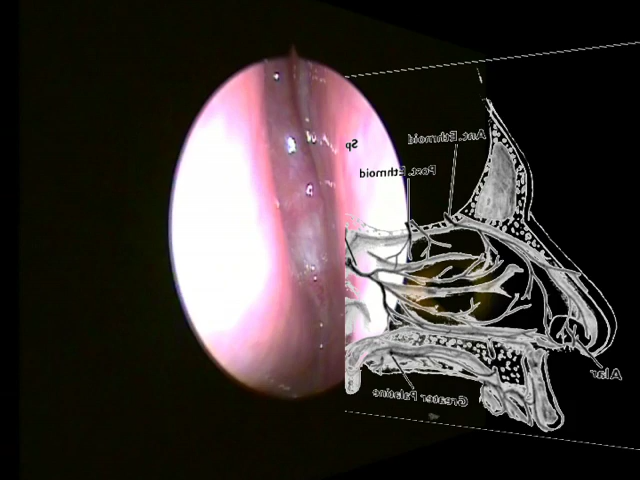 Ant. Ethmoid
Sp
Post. Ethmoid
Alar
Greater Palatine